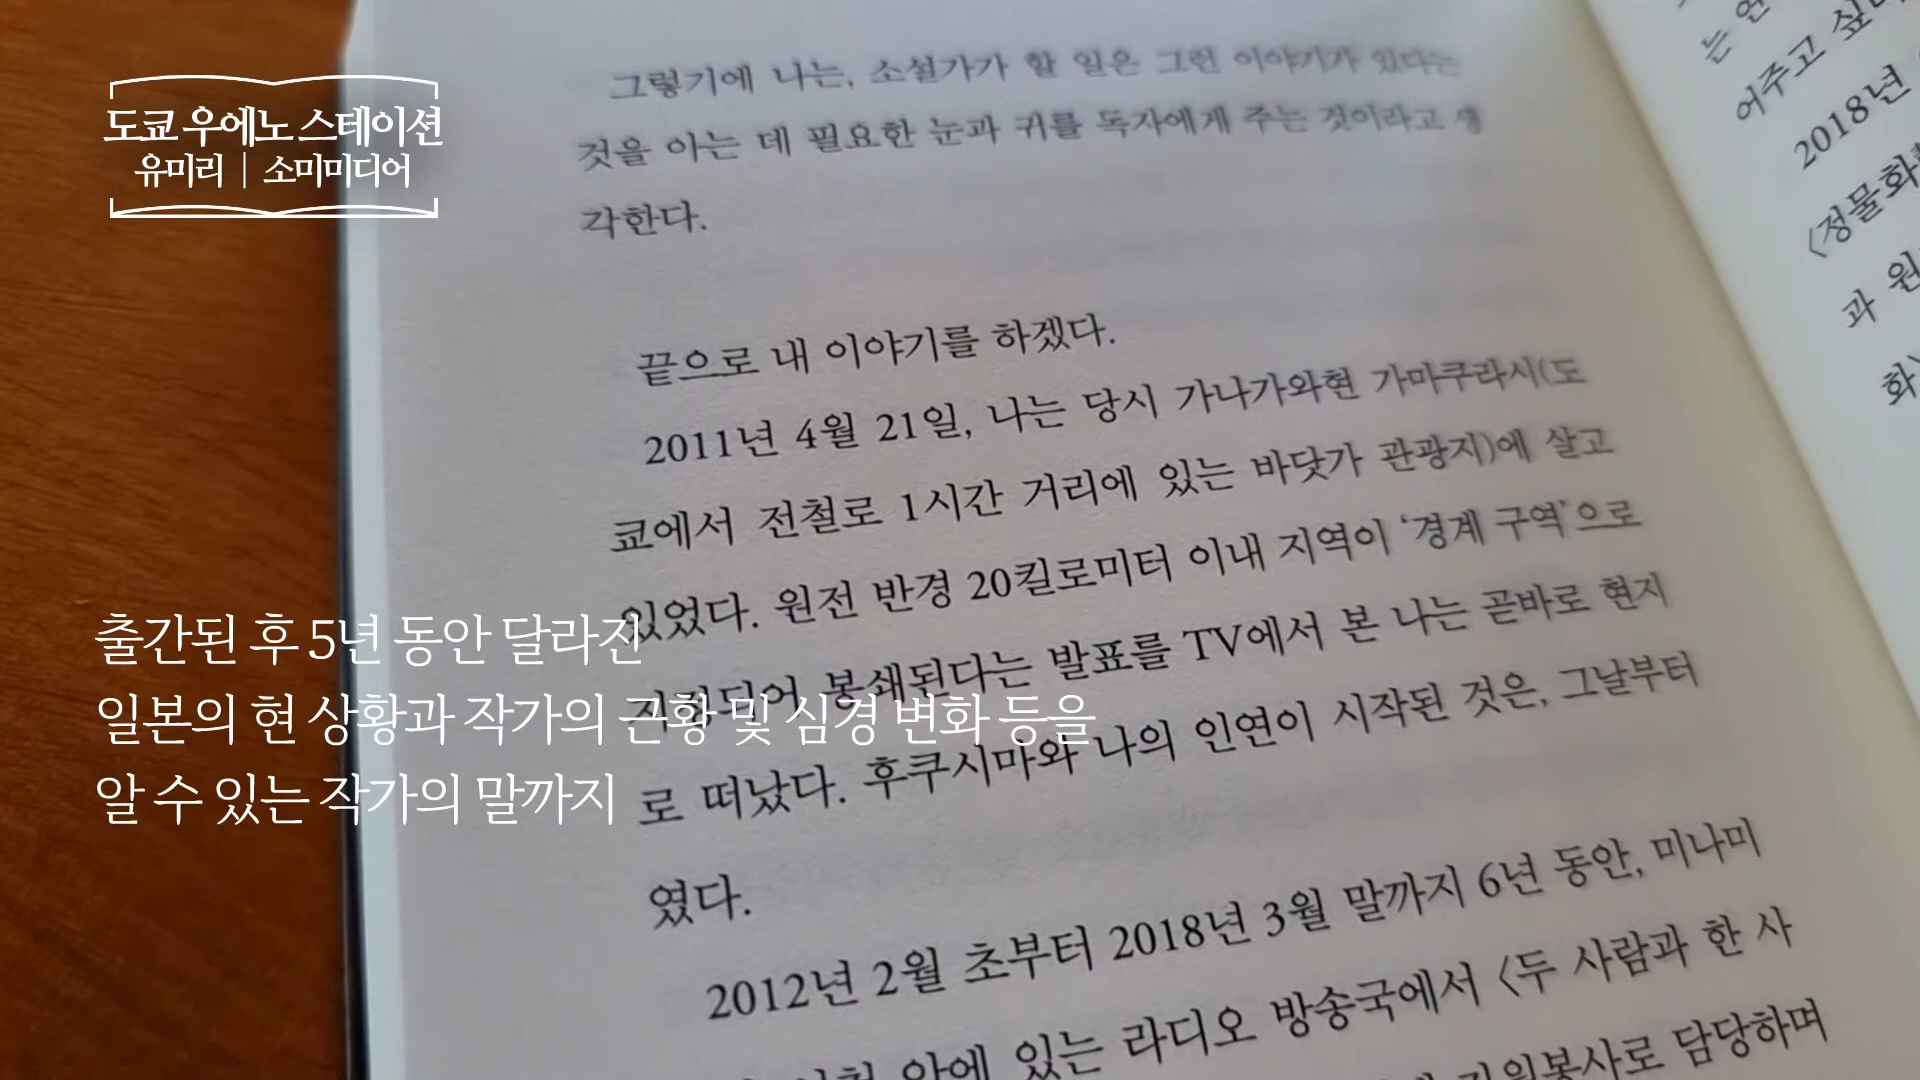 도쿄 우에노 스테이션
유미리 | 소미미디어
그렇기에 나는, 소설가가 할 일은 그런 이야기가 있다는
것을 아는 데 필요한 눈과 귀를 독자에게 주는 것이라고 생
각한다.
끝으로 내 이야기를 하겠다.
2011년 4월 21일, 나는 당시 가나가와현 가마쿠라시(도
쿄에서 전철로 1시간 거리에 있는 바닷가 관광지)에 살고
있었다. 원전 반경 20킬로미터 이내 지역이 '경계 구역'으로
지정되어 봉쇄된다는 발표를 TV에서 본 나는 곧바로 현지
로 떠났다. 후쿠시마와 나의 인연이 시작된 것은, 그날부터
였다.
2012년 2월 초부터 2018년 3월 말까지 6년 동안, 미나미
안에 있는 라디오 방송국에서 〈두 사람과 한 사
자원봉사로 담당하며
출간된 후 5년 동안 달라진
일본의 현 상황과 작가의 근황 및 심경 변화 등을
알 수 있는 작가의 말까지
는 연
어주고 싶
2018년
〈정물화
과 원
화〉